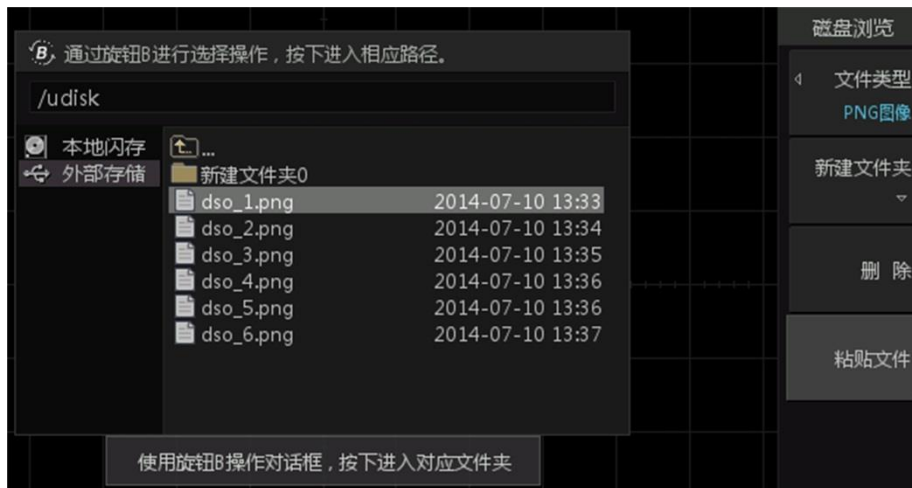 B 通过旋钮B进行选择操作，按下进入相应路径。
/udisk
本地闪存
外部存储
...
新建文件夹0
dso_1.png 2014-07-10 13:33
dso_2.png 2014-07-10 13:34
dso_3.png 2014-07-10 13:35
dso_4.png 2014-07-10 13:36
dso_5.png 2014-07-10 13:36
dso_6.png 2014-07-10 13:37
使用旋钮B操作对话框，按下进入对应文件夹
磁盘浏览
文件类型
PNG图像
新建文件夹
删 除
粘贴文件